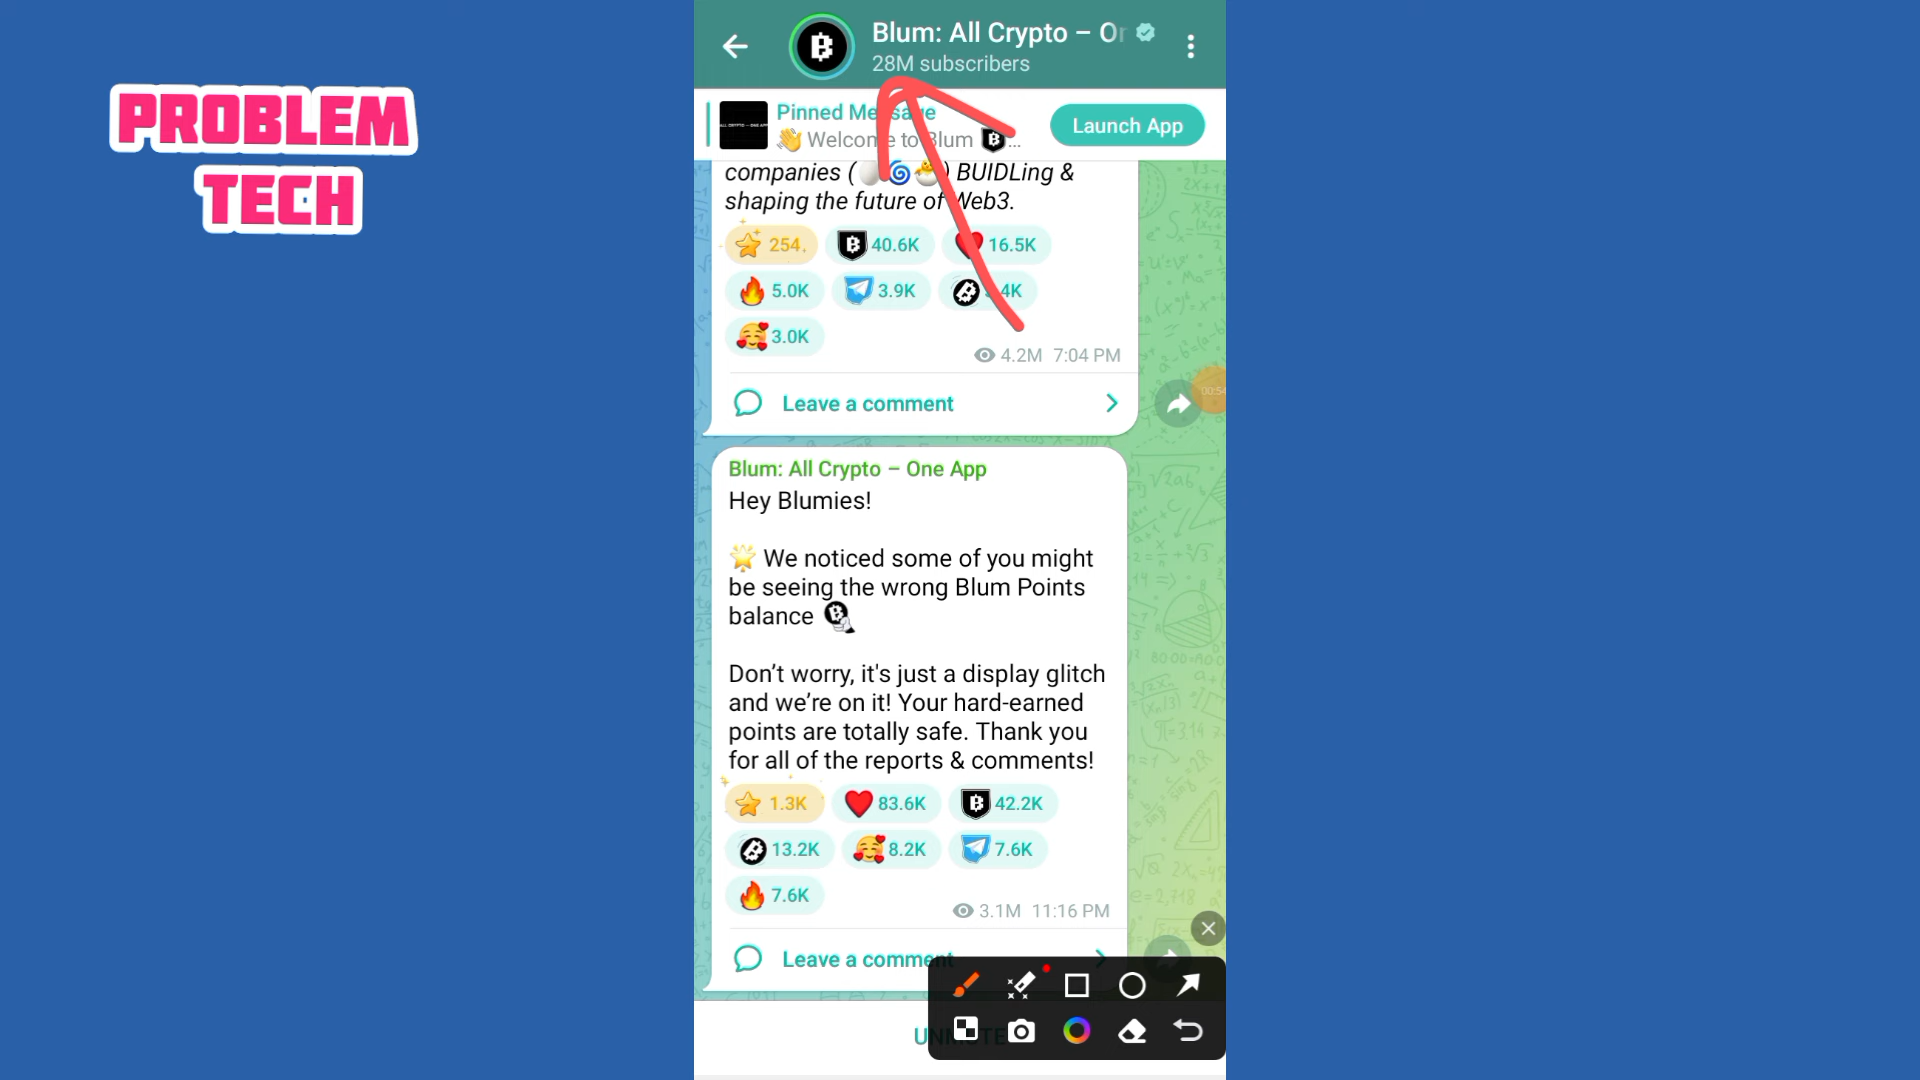 PROBLEM
TECH
Blum: All Crypto – Or
28M subscribers
Pinned Message
👋 Welcome to Blum ...
Launch App
companies (🥚🌀🐣) BUIDLing &
shaping the future of Web3.
254. 40.6K 16.5K
5.0K 3.9K
3.0K
4.2M 7:04 PM
Leave a comment
Blum: All Crypto – One App
Hey Blumies!
🌟 We noticed some of you might
be seeing the wrong Blum Points
balance
Don’t worry, it's just a display glitch
and we’re on it! Your hard-earned
points are totally safe. Thank you
for all of the reports & comments!
1.3K 83.6K 42.2K
13.2K 8.2K 7.6K
7.6K
3.1M 11:16 PM
Leave a comment